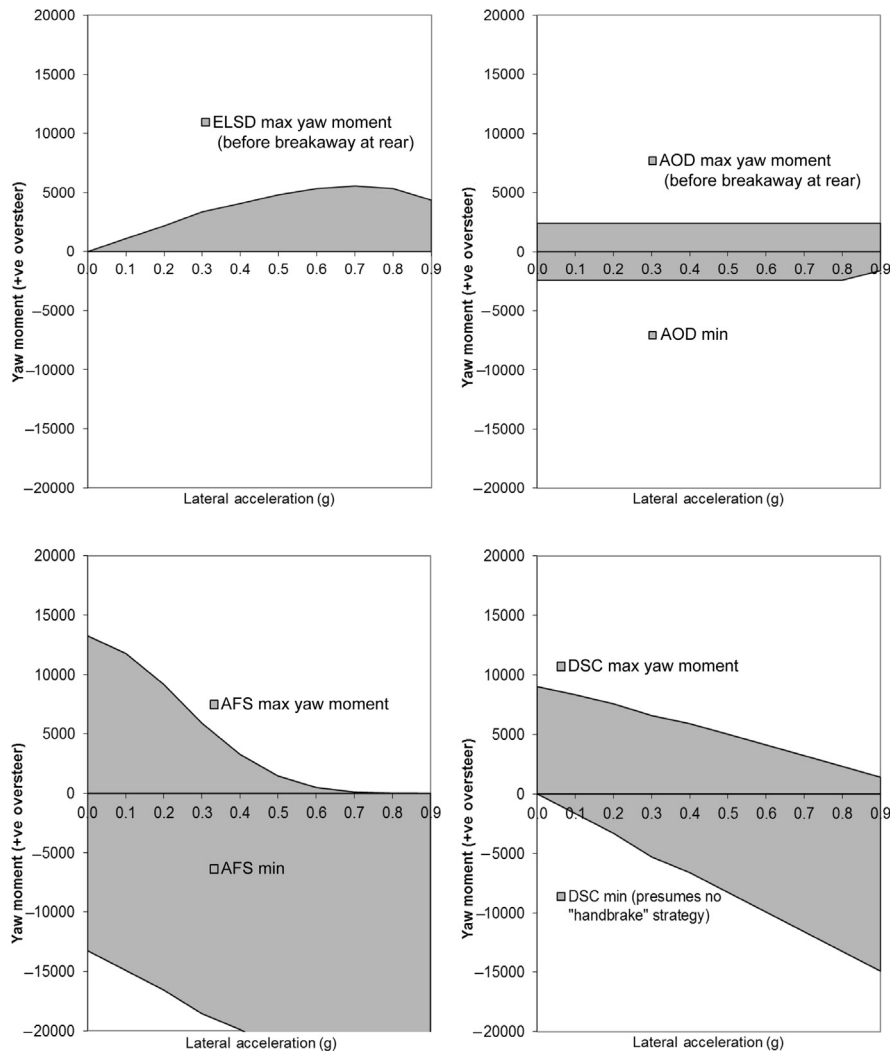 20000
15000
10000
5000
0
–5000
–10000
–15000
–20000
Yaw moment (+ve oversteer)
ELSD max yaw moment
(before breakaway at rear)
0.0 0.1 0.2 0.3 0.4 0.5 0.6 0.7 0.8 0.9
Lateral acceleration (g)
20000
15000
10000
5000
0
–5000
–10000
–15000
–20000
Yaw moment (+ve oversteer)
AOD max yaw moment
(before breakaway at rear)
0.0 0.1 0.2 0.3 0.4 0.5 0.6 0.7 0.8 0.9
AOD min
Lateral acceleration (g)
20000
15000
10000
5000
0
–5000
–10000
–15000
–20000
Yaw moment (+ve oversteer)
AFS max yaw moment
0.0 0.1 0.2 0.3 0.4 0.5 0.6 0.7 0.8 0.9
AFS min
Lateral acceleration (g)
20000
15000
10000
5000
0
–5000
–10000
–15000
–20000
Yaw moment (+ve oversteer)
DSC max yaw moment
0.0 0.1 0.2 0.3 0.4 0.5 0.6 0.7 0.8 0.9
DSC min (presumes no
"handbrake" strategy)
Lateral acceleration (g)